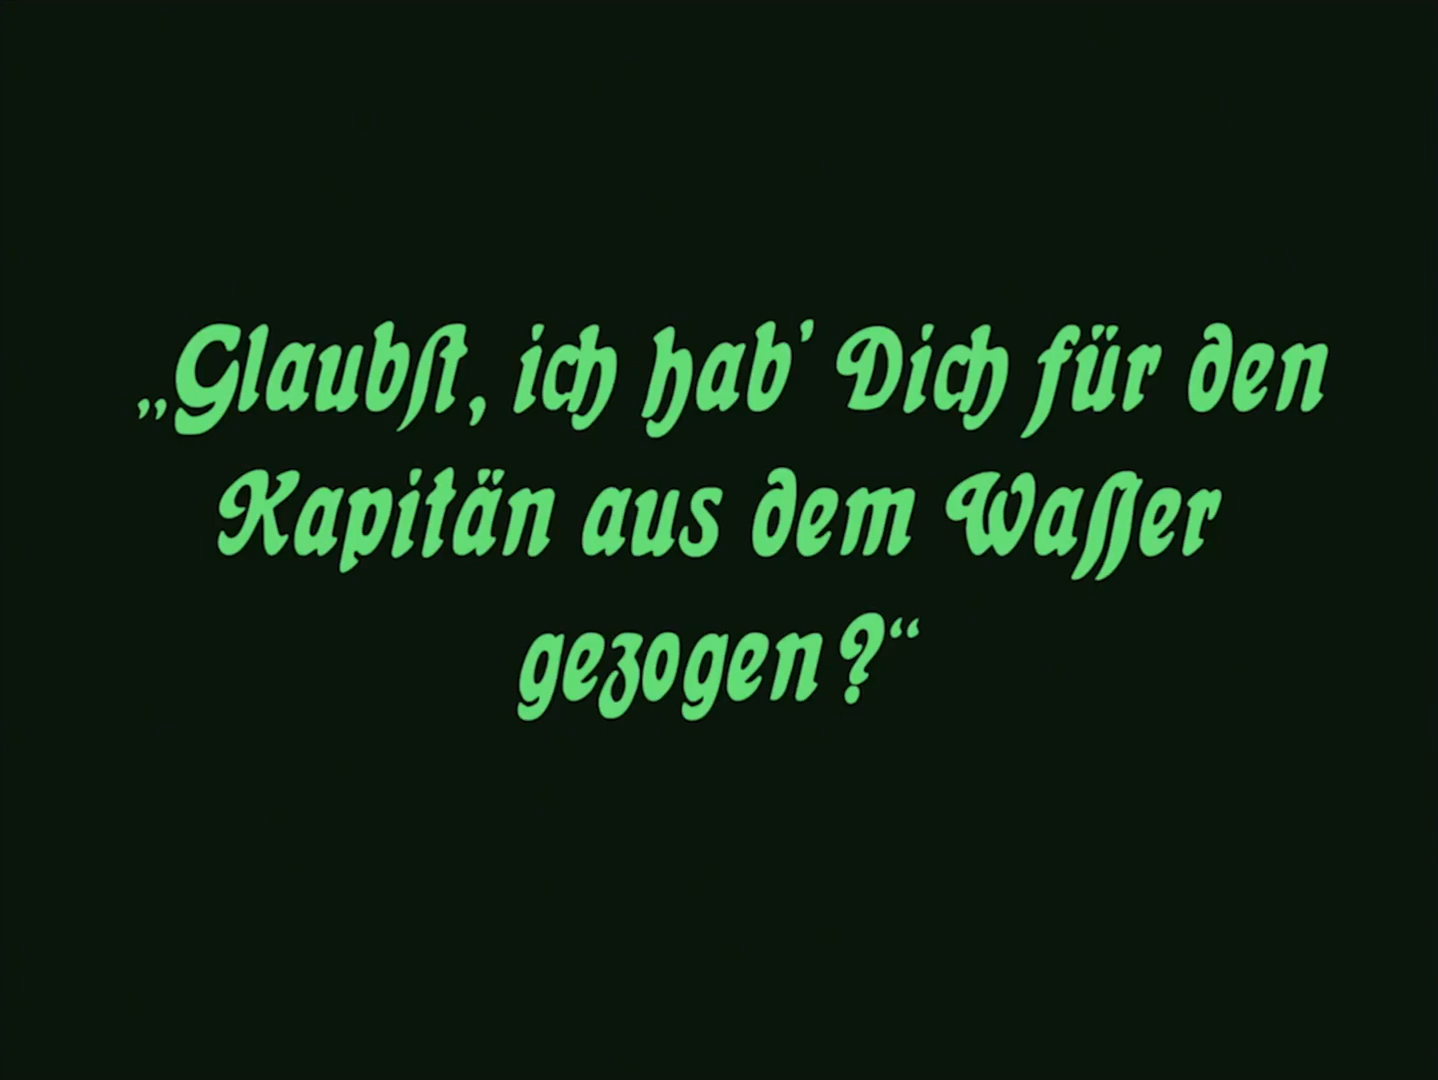 „Glaubſt, ich hab’ Dich für den
Kapitän aus dem Waſſer
gezogen?“